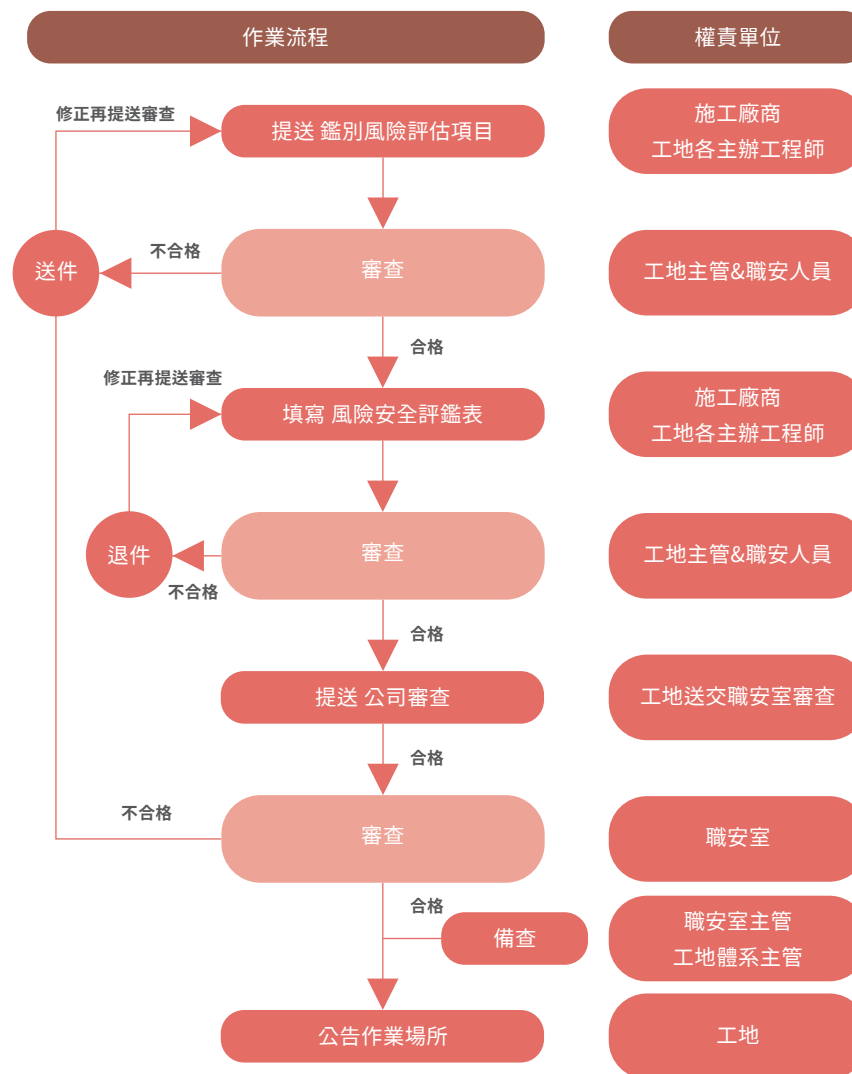 作業流程
權責單位
修正再提送審查
提送 鑑別風險評估項目
施工廠商
工地各主辦工程師
送件
不合格
審查
工地主管&職安人員
合格
修正再提送審查
填寫 風險安全評鑑表
施工廠商
工地各主辦工程師
退件
不合格
審查
工地主管&職安人員
合格
提送 公司審查
工地送交職安室審查
合格
不合格
審查
職安室
合格
備查
職安室主管
工地體系主管
公告作業場所
工地